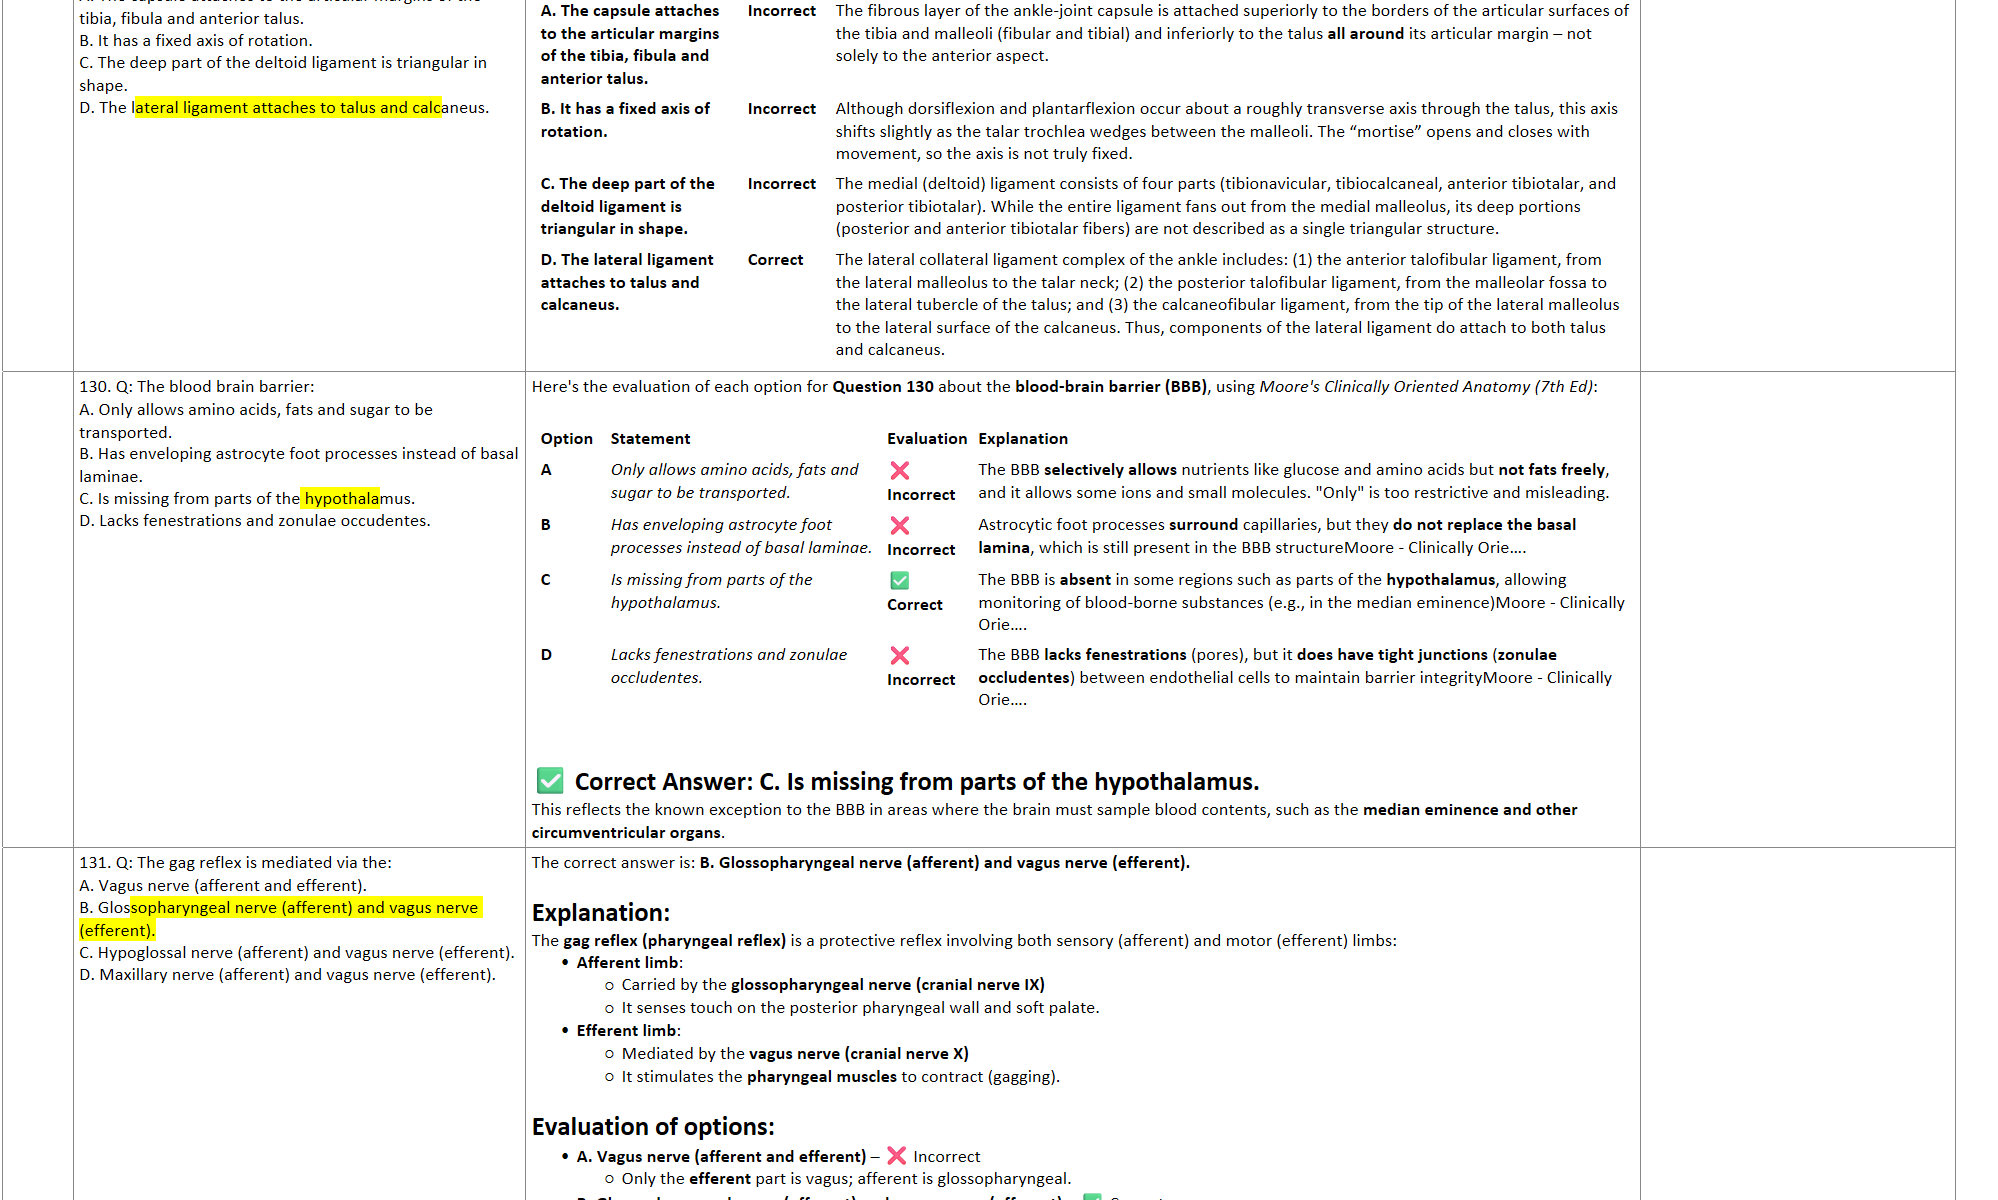 tibia, fibula and anterior talus.
B. It has a fixed axis of rotation.
C. The deep part of the deltoid ligament is triangular in
shape.
D. The lateral ligament attaches to talus and calcaneus.
A. The capsule attaches
to the articular margins
of the tibia, fibula and
anterior talus.
Incorrect
The fibrous layer of the ankle-joint capsule is attached superiorly to the borders of the articular surfaces of
the tibia and malleoli (fibular and tibial) and inferiorly to the talus all around its articular margin – not
solely to the anterior aspect.
B. It has a fixed axis of
rotation.
Incorrect
Although dorsiflexion and plantarflexion occur about a roughly transverse axis through the talus, this axis
shifts slightly as the talar trochlea wedges between the malleoli. The “mortise” opens and closes with
movement, so the axis is not truly fixed.
C. The deep part of the
deltoid ligament is
triangular in shape.
Incorrect
The medial (deltoid) ligament consists of four parts (tibionavicular, tibiocalcaneal, anterior tibiotalar, and
posterior tibiotalar). While the entire ligament fans out from the medial malleolus, its deep portions
(posterior and anterior tibiotalar fibers) are not described as a single triangular structure.
D. The lateral ligament
attaches to talus and
calcaneus.
Correct
The lateral collateral ligament complex of the ankle includes: (1) the anterior talofibular ligament, from
the lateral malleolus to the talar neck; (2) the posterior talofibular ligament, from the malleolar fossa to
the lateral tubercle of the talus; and (3) the calcaneofibular ligament, from the tip of the lateral malleolus
to the lateral surface of the calcaneus. Thus, components of the lateral ligament do attach to both talus
and calcaneus.
130. Q: The blood brain barrier:
A. Only allows amino acids, fats and sugar to be
transported.
B. Has enveloping astrocyte foot processes instead of basal
laminae.
C. Is missing from parts of the hypothalamus.
D. Lacks fenestrations and zonulae occudentes.
Here's the evaluation of each option for Question 130 about the blood-brain barrier (BBB), using Moore's Clinically Oriented Anatomy (7th Ed):
Option Statement Evaluation Explanation
A
Only allows amino acids, fats and
sugar to be transported.
❌
Incorrect
The BBB selectively allows nutrients like glucose and amino acids but not fats freely,
and it allows some ions and small molecules. "Only" is too restrictive and misleading.
B
Has enveloping astrocyte foot
processes instead of basal laminae.
❌
Incorrect
Astrocytic foot processes surround capillaries, but they do not replace the basal
lamina, which is still present in the BBB structureMoore - Clinically Orie….
C
Is missing from parts of the
hypothalamus.
✅
Correct
The BBB is absent in some regions such as parts of the hypothalamus, allowing
monitoring of blood-borne substances (e.g., in the median eminence)Moore - Clinically
Orie….
D
Lacks fenestrations and zonulae
occludentes.
❌
Incorrect
The BBB lacks fenestrations (pores), but it does have tight junctions (zonulae
occludentes) between endothelial cells to maintain barrier integrityMoore - Clinically
Orie….
✅ Correct Answer: C. Is missing from parts of the hypothalamus.
This reflects the known exception to the BBB in areas where the brain must sample blood contents, such as the median eminence and other
circumventricular organs.
131. Q: The gag reflex is mediated via the:
A. Vagus nerve (afferent and efferent).
B. Glossopharyngeal nerve (afferent) and vagus nerve
(efferent).
C. Hypoglossal nerve (afferent) and vagus nerve (efferent).
D. Maxillary nerve (afferent) and vagus nerve (efferent).
The correct answer is: B. Glossopharyngeal nerve (afferent) and vagus nerve (efferent).
Explanation:
The gag reflex (pharyngeal reflex) is a protective reflex involving both sensory (afferent) and motor (efferent) limbs:
• Afferent limb:
○ Carried by the glossopharyngeal nerve (cranial nerve IX)
○ It senses touch on the posterior pharyngeal wall and soft palate.
• Efferent limb:
○ Mediated by the vagus nerve (cranial nerve X)
○ It stimulates the pharyngeal muscles to contract (gagging).
Evaluation of options:
• A. Vagus nerve (afferent and efferent) – ❌ Incorrect
○ Only the efferent part is vagus; afferent is glossopharyngeal.